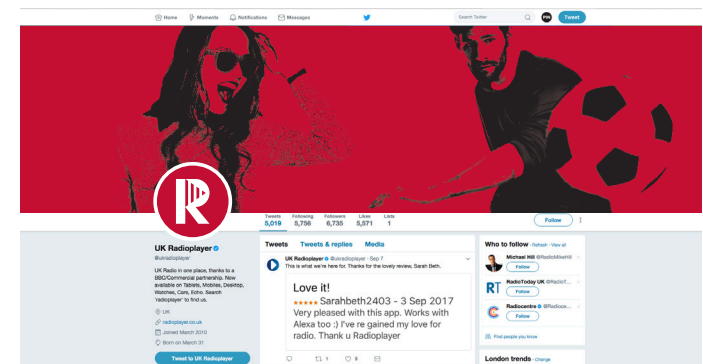 Home Moments Notifications Messages Search Twitter Tweet
R
Tweets Following Followers Likes Lists
5,019 5,756 6,735 5,571 1
Follow
UK Radioplayer
@ukradioplayer
UK Radio in one place, thanks to a
BBC/Commercial partnership. Now
available on Tablets, Mobiles, Desktop,
Watches, Cars, Echo. Search
'radioplayer' to find us.
UK
radioplayer.co.uk
Joined March 2010
Born on March 31
Tweet to UK Radioplayer
Tweets Tweets & replies Media
UK Radioplayer @ukradioplayer · Sep 7
This is what we're here for. Thanks for the lovely review, Sarah Beth.
Love it!
★★★★★ Sarahbeth2403 - 3 Sep 2017
Very pleased with this app. Works with
Alexa too :) I've re gained my love for
radio. Thank u Radioplayer
1 9
Who to follow · Refresh · View all
Michael Hill @RadioMikeHill
Follow
RT
RadioToday UK @RadioT...
Follow
C
Radiocentre @Radioce...
Follow
Find people you know
London trends · Change